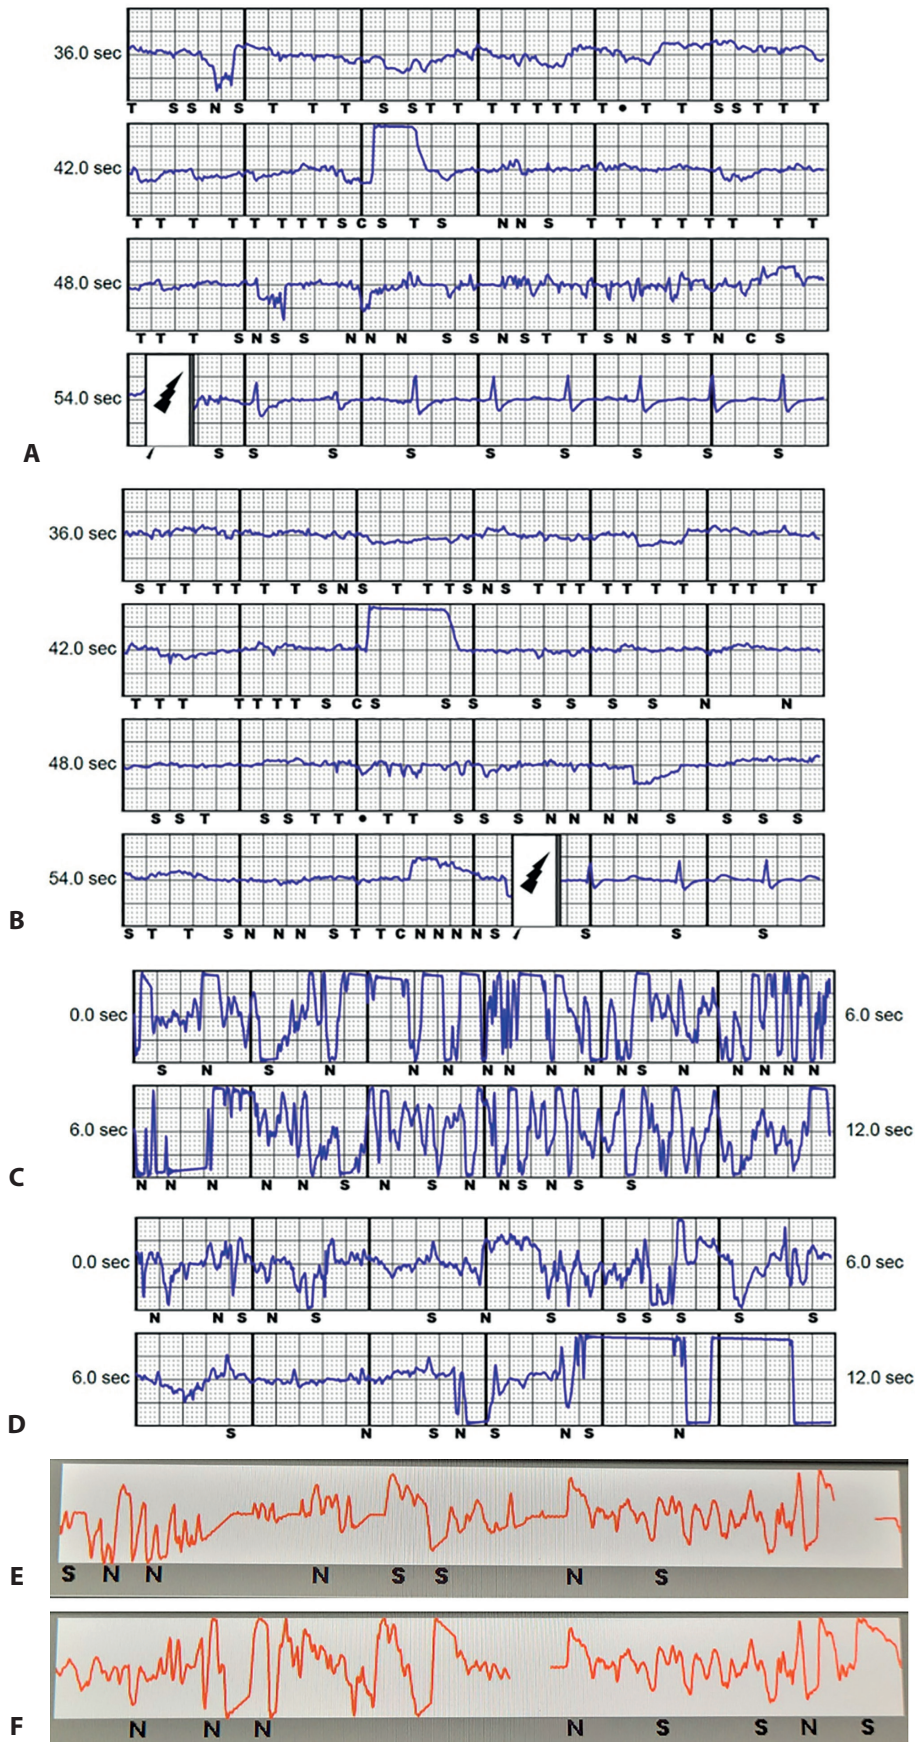 36.0 sec
T S S N S T T T S S T T T T T T T T • T T S S T T T
42.0 sec
T T T T T T T T S C S T S N N S T T T T T T T T
48.0 sec
T T T S N S S N N N S S N S T T S N S T N C S
54.0 sec
S S S S S S S S S
A
36.0 sec
S T T T T T T T S N S T T T S N S T T T T T T T T T T T T
42.0 sec
T T T T T T T S C S S S S S S S N N
48.0 sec
S S T S S T T • T T S S S N N N N S S S S
54.0 sec
S T T S N N N S T T C N N N N S S S S
B
0.0 sec 6.0 sec
S N S N N N N N N N N S N N N N N
6.0 sec 12.0 sec
N N N N N S N S N N S N S S
C
0.0 sec 6.0 sec
N N S N S S N S S S S S S
6.0 sec 12.0 sec
S N S N S N S N
D
S N N N S S N S
E
N N N N S S N S
F